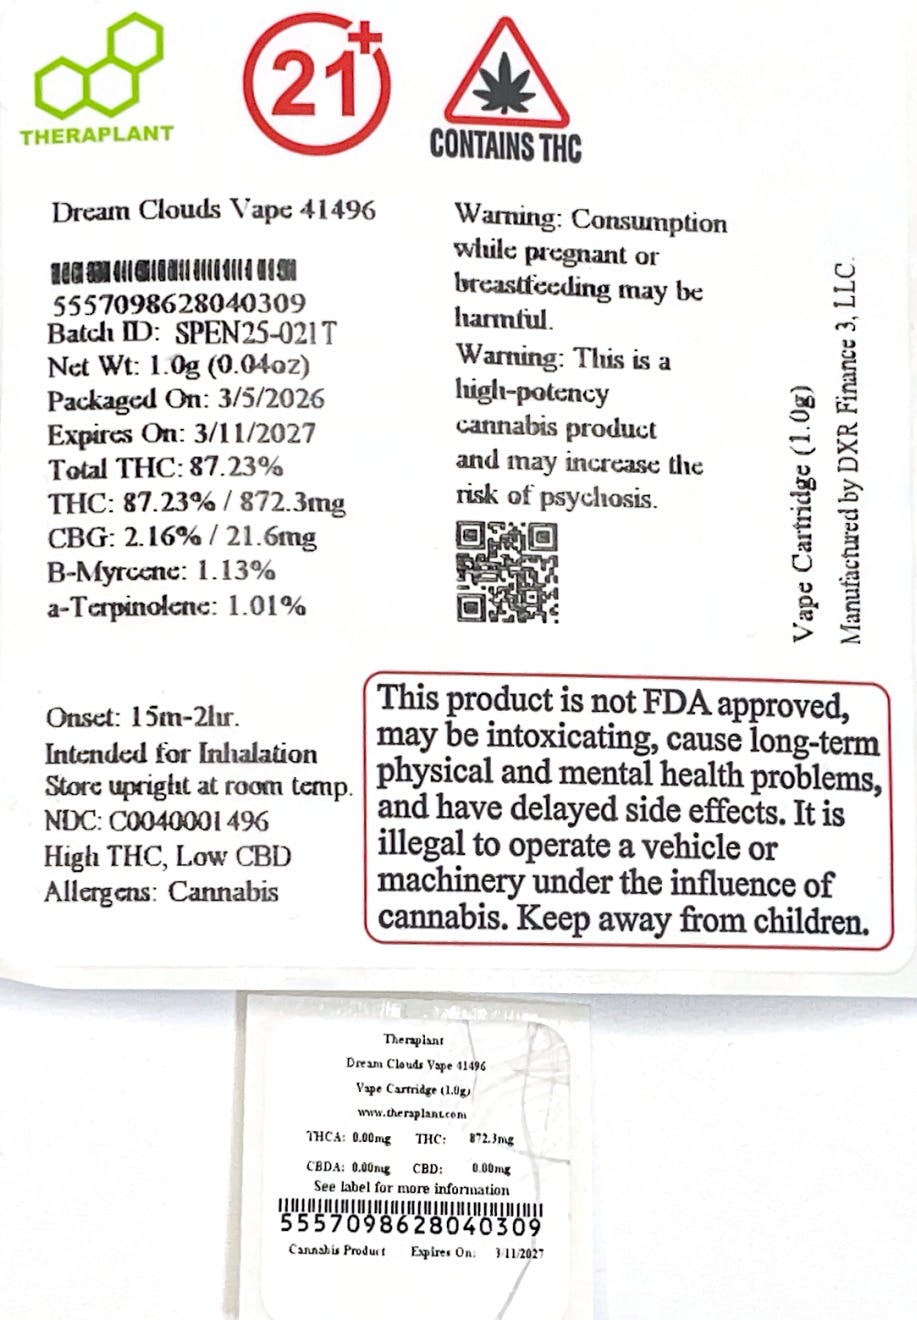 THERAPLANT
21+
CONTAINS THC
Dream Clouds Vape 41496
5557098628040309
Batch ID: SPEN25-021T
Net Wt: 1.0g (0.04oz)
Packaged On: 3/5/2026
Expires On: 3/11/2027
Total THC: 87.23%
THC: 87.23% / 872.3mg
CBG: 2.16% / 21.6mg
B-Myrcene: 1.13%
a-Terpinolene: 1.01%
Warning: Consumption
while pregnant or
breastfeeding may be
harmful.
Warning: This is a
high-potency
cannabis product
and may increase the
risk of psychosis.
Vape Cartridge (1.0g)
Manufactured by DXR Finance 3, LLC.
Onset: 15m-2hr.
Intended for Inhalation
Store upright at room temp.
NDC: C0040001496
High THC, Low CBD
Allergens: Cannabis
This product is not FDA approved,
may be intoxicating, cause long-term
physical and mental health problems,
and have delayed side effects. It is
illegal to operate a vehicle or
machinery under the influence of
cannabis. Keep away from children.
Theraplant
Dream Clouds Vape 41496
Vape Cartridge (1.0g)
www.theraplant.com
THCA: 0.00mg THC: 872.3mg
CBDA: 0.00mg CBD: 0.00mg
See label for more information
5557098628040309
Cannabis Product Expires On: 3/11/2027